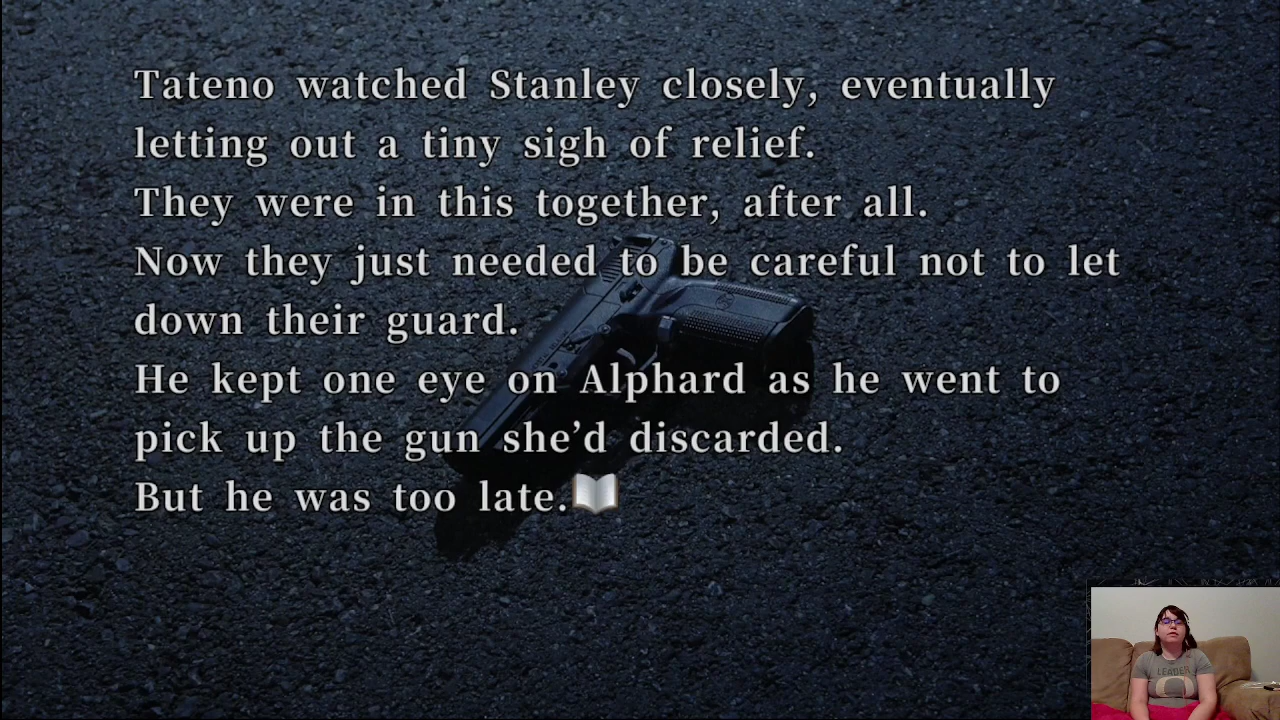 Tateno watched Stanley closely, eventually
letting out a tiny sigh of relief.
They were in this together, after all.
Now they just needed to be careful not to let
down their guard.
He kept one eye on Alphard as he went to
pick up the gun she’d discarded.
But he was too late.
LEADER